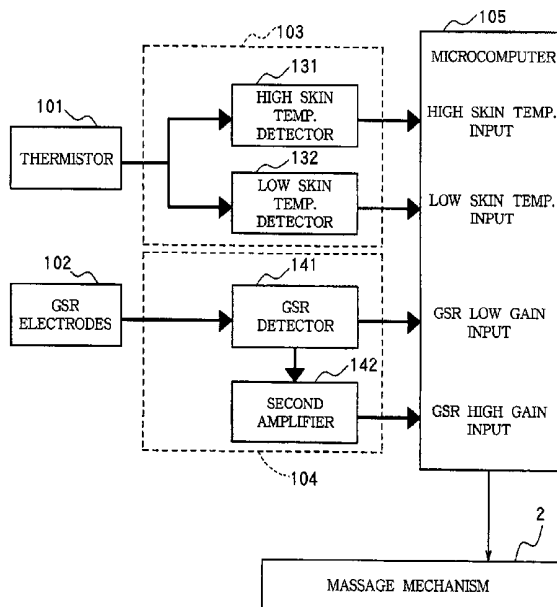 105
103
MICROCOMPUTER
131
HIGH SKIN
TEMP.
DETECTOR
HIGH SKIN TEMP.
INPUT
101
THERMISTOR
132
LOW SKIN
TEMP.
DETECTOR
LOW SKIN TEMP.
INPUT
102
GSR
ELECTRODES
141
GSR
DETECTOR
GSR LOW GAIN
INPUT
142
SECOND
AMPLIFIER
GSR HIGH GAIN
INPUT
104
2
MASSAGE MECHANISM